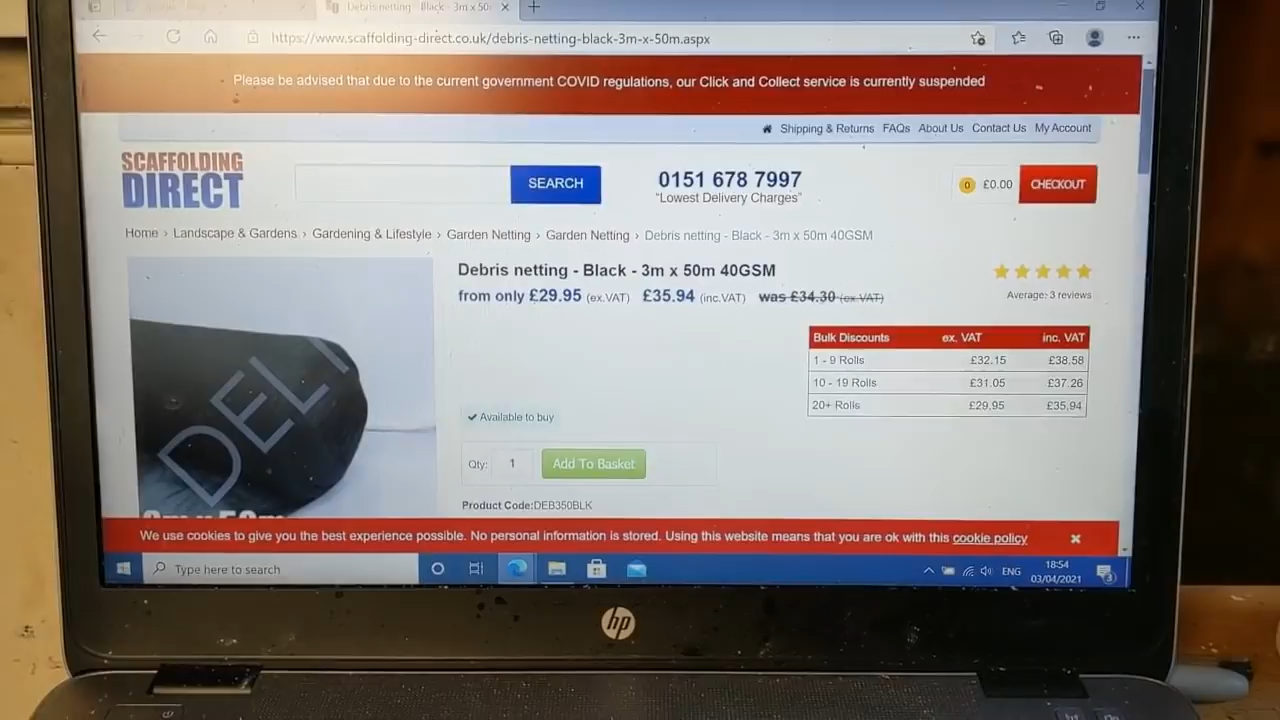 Debris netting Black - 3m x 50
https://www.scaffolding-direct.co.uk/debris-netting-black-3m-x-50m.aspx
Please be advised that due to the current government COVID regulations, our Click and Collect service is currently suspended
Shipping & Returns FAQs About Us Contact Us My Account
SCAFFOLDING
DIRECT
SEARCH
0151 678 7997
"Lowest Delivery Charges"
0 £0.00 CHECKOUT
Home > Landscape & Gardens > Gardening & Lifestyle > Garden Netting > Garden Netting > Debris netting - Black - 3m x 50m 40GSM
DELT
Debris netting - Black - 3m x 50m 40GSM
from only £29.95 (ex.VAT) £35.94 (inc.VAT) was £34.30 (ex.VAT)
Average: 3 reviews
Bulk Discounts ex. VAT inc. VAT
1 - 9 Rolls £32.15 £38.58
10 - 19 Rolls £31.05 £37.26
20+ Rolls £29.95 £35.94
Available to buy
Qty: 1 Add To Basket
Product Code:DEB350BLK
We use cookies to give you the best experience possible. No personal information is stored. Using this website means that you are ok with this cookie policy
Type here to search
ENG
18:54
03/04/2021
3
hp